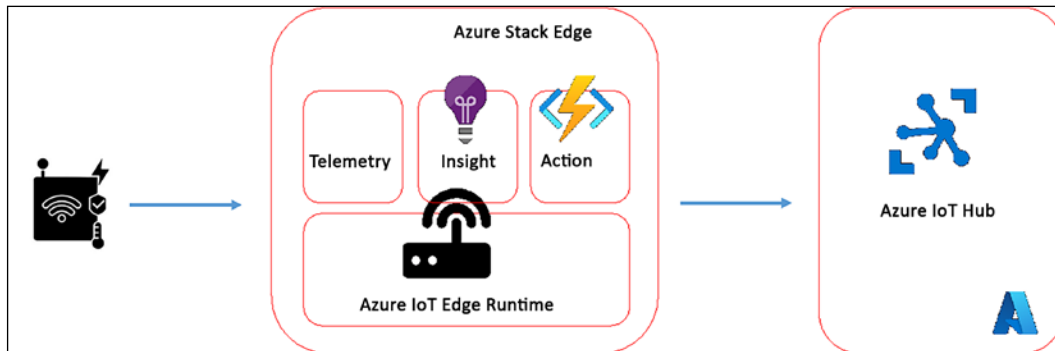 Azure Stack Edge
Telemetry
Insight
Action
Azure IoT Edge Runtime
Azure IoT Hub